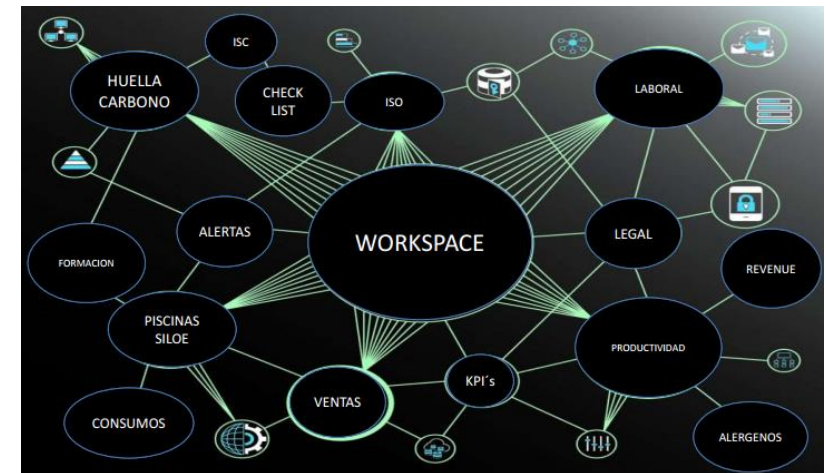 ISC
HUELLA
CARBONO
CHECK
LIST
ISO
LABORAL
ALERTAS
WORKSPACE
LEGAL
FORMACION
REVENUE
PISCINAS
SILOE
PRODUCTIVIDAD
VENTAS
KPI´s
CONSUMOS
ALERGENOS